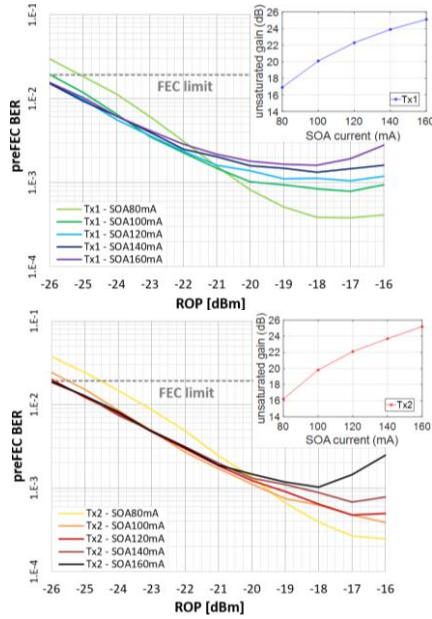 1.E-1
1.E-2
1.E-3
1.E-4
preFEC BER
FEC limit
Tx1 - SOA80mA
Tx1 - SOA100mA
Tx1 - SOA120mA
Tx1 - SOA140mA
Tx1 - SOA160mA
-26 -25 -24 -23 -22 -21 -20 -19 -18 -17 -16
ROP [dBm]
unsaturated gain (dB)
26
24
22
20
18
16
14
Tx1
80 100 120 140 160
SOA current (mA)
1.E-1
1.E-2
1.E-3
1.E-4
preFEC BER
FEC limit
Tx2 - SOA80mA
Tx2 - SOA100mA
Tx2 - SOA120mA
Tx2 - SOA140mA
Tx2 - SOA160mA
-26 -25 -24 -23 -22 -21 -20 -19 -18 -17 -16
ROP [dBm]
unsaturated gain (dB)
26
24
22
20
18
16
14
Tx2
80 100 120 140 160
SOA current (mA)